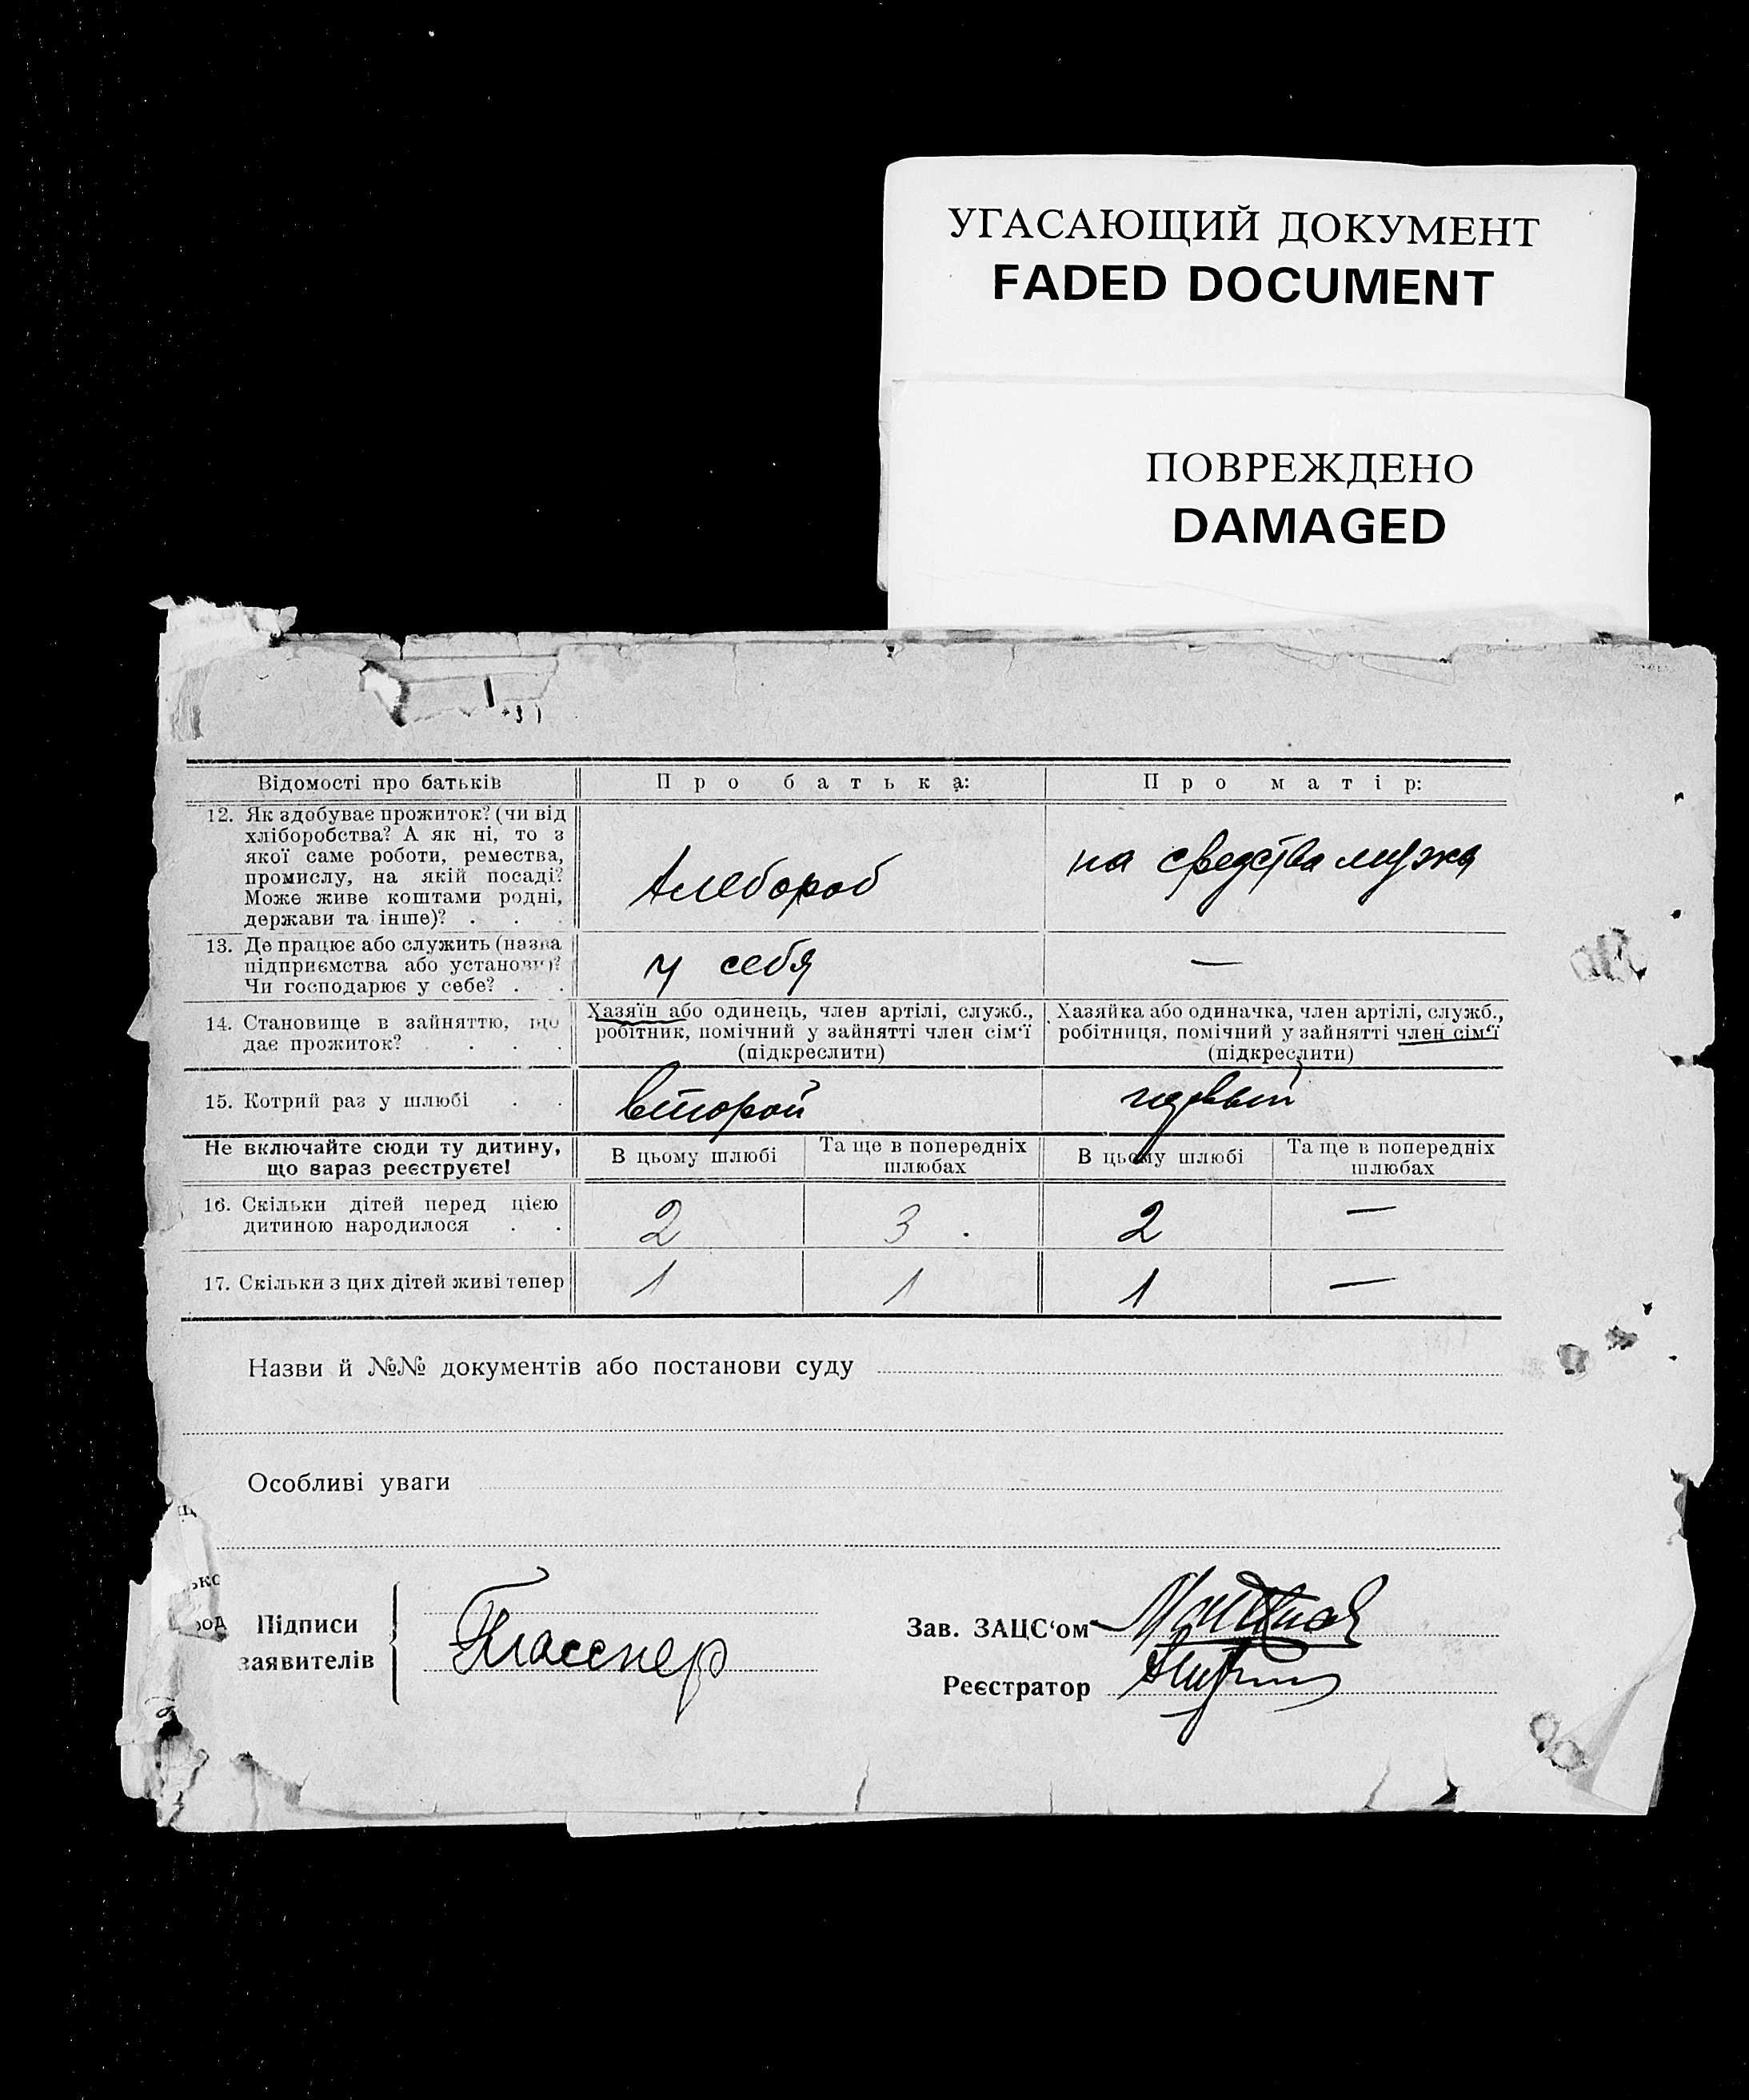 УГАСАЮЩИЙ ДОКУМЕНТ
FADED DOCUMENT
ПОВРЕЖДЕНО
DAMAGED
Відомості про батьків
Про батька:
Про матір:
12. Як здобуває прожиток? (чи від
хліборобства? А як ні, то з
якої саме роботи, ремества,
промислу, на якій посаді?
Може живе коштами родні,
держави та інше)? . . .
хлебороб
на средства мужа
13. Де працює або служить (назва
підприємства або установи)?
Чи господарює у себе? . .
у себя
—
14. Становище в зайняттю, що
дає прожиток? . . .
Хазяїн або одинець, член артілі, служб.,
робітник, помічний у зайнятті член сім'ї
(підкреслити)
Хазяйка або одиначка, член артілі, служб.,
робітниця, помічний у зайнятті член сім'ї
(підкреслити)
15. Котрий раз у шлюбі . .
второй
первый
Не включайте сюди ту дитину,
що вараз реєструєте!
В цьому шлюбі
Та ще в попередніх
шлюбах
В цьому шлюбі
Та ще в попередніх
шлюбах
16. Скільки дітей перед цією
дитиною народилося . .
2
3 .
2
—
17. Скільки з цих дітей живі тепер
1
1
1
—
Назви й №№ документів або постанови суду
Особливі уваги
Підписи
заявителів
Зав. ЗАЦС'ом
Реєстратор